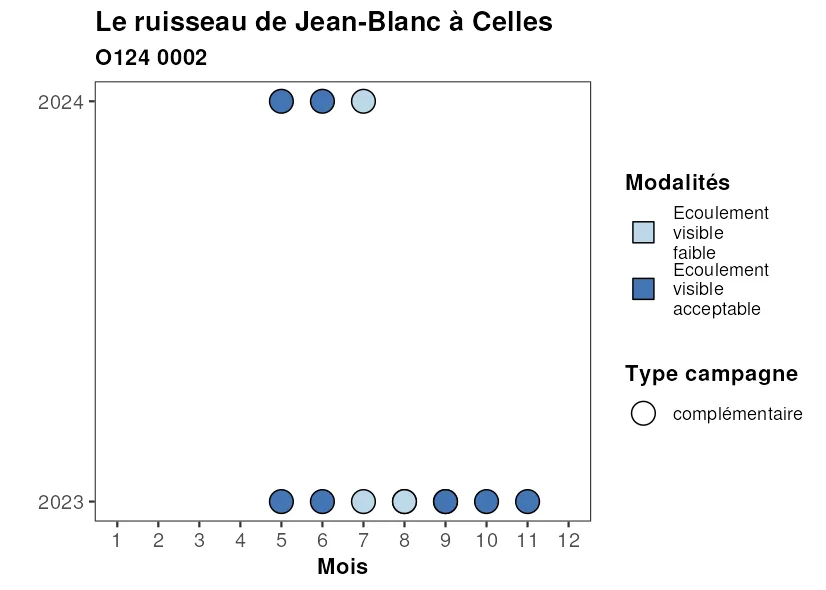 Le ruisseau de Jean-Blanc à Celles
O124 0002
2024
2023
1 2 3 4 5 6 7 8 9 10 11 12
Mois
Modalités
Ecoulement
visible
faible
Ecoulement
visible
acceptable
Type campagne
complémentaire